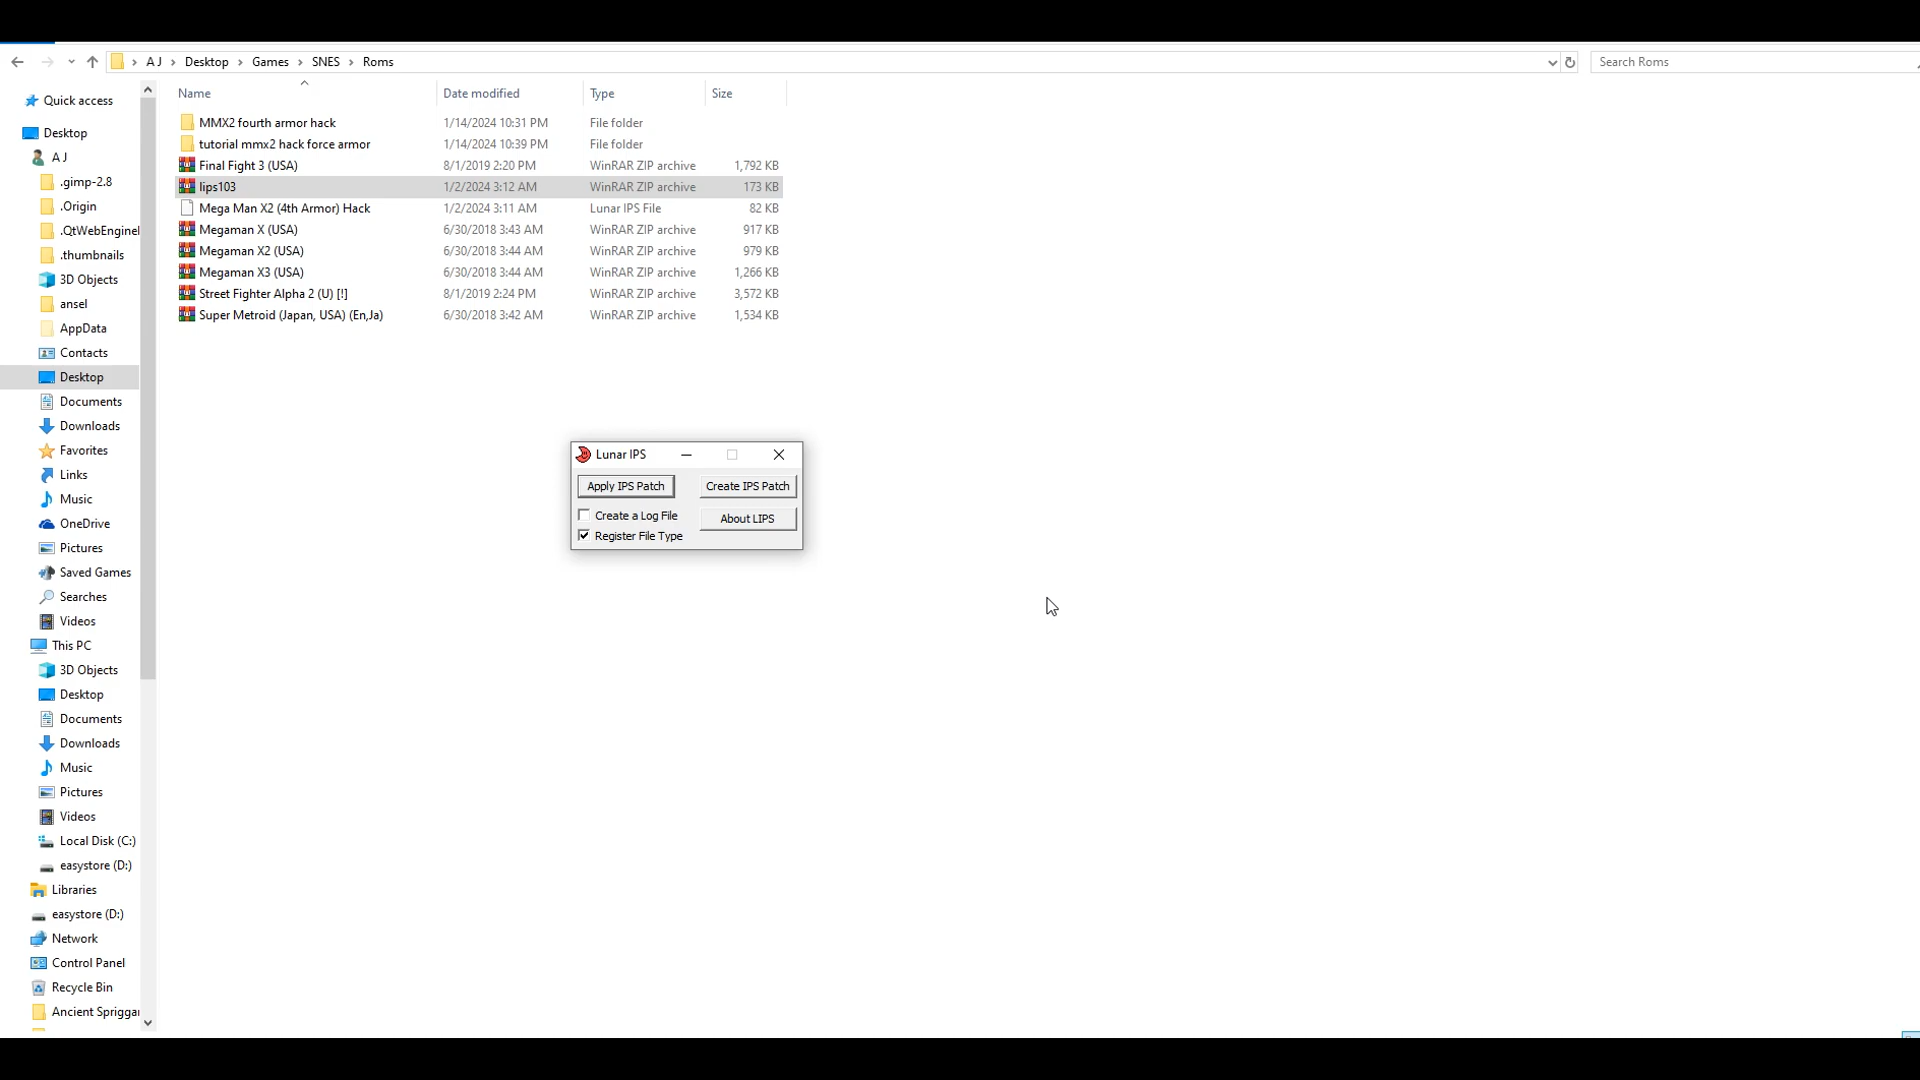 A J > Desktop > Games > SNES > Roms
Search Roms
Name Date modified Type Size
MMX2 fourth armor hack 1/14/2024 10:31 PM File folder
tutorial mmx2 hack force armor 1/14/2024 10:39 PM File folder
Final Fight 3 (USA) 8/1/2019 2:20 PM WinRAR ZIP archive 1,792 KB
lips103 1/2/2024 3:12 AM WinRAR ZIP archive 173 KB
Mega Man X2 (4th Armor) Hack 1/2/2024 3:11 AM Lunar IPS File 82 KB
Megaman X (USA) 6/30/2018 3:43 AM WinRAR ZIP archive 917 KB
Megaman X2 (USA) 6/30/2018 3:44 AM WinRAR ZIP archive 979 KB
Megaman X3 (USA) 6/30/2018 3:44 AM WinRAR ZIP archive 1,266 KB
Street Fighter Alpha 2 (U) [!] 8/1/2019 2:24 PM WinRAR ZIP archive 3,572 KB
Super Metroid (Japan, USA) (En,Ja) 6/30/2018 3:42 AM WinRAR ZIP archive 1,534 KB
Quick access
Desktop
A J
.gimp-2.8
.Origin
.QtWebEngineI
.thumbnails
3D Objects
ansel
AppData
Contacts
Desktop
Documents
Downloads
Favorites
Links
Music
OneDrive
Pictures
Saved Games
Searches
Videos
This PC
3D Objects
Desktop
Documents
Downloads
Music
Pictures
Videos
Local Disk (C:)
easystore (D:)
Libraries
easystore (D:)
Network
Control Panel
Recycle Bin
Ancient Spriggan
Lunar IPS
Apply IPS Patch
Create IPS Patch
Create a Log File
About LIPS
Register File Type